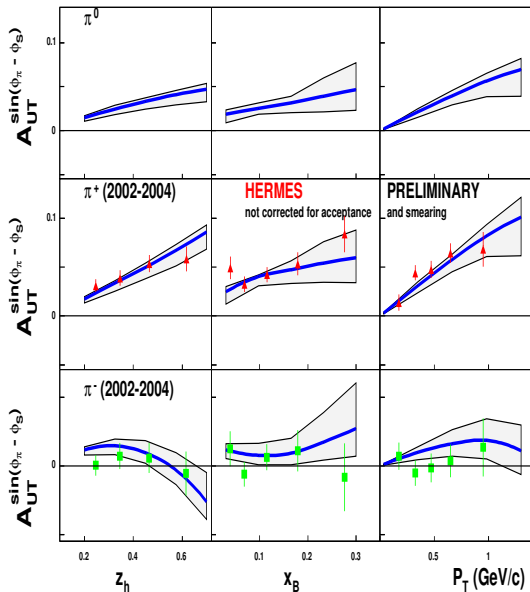 π⁰
A_UT^sin(φ_π - φ_S)
0.1
0
π⁺ (2002-2004)
HERMES
PRELIMINARY
not corrected for acceptance
and smearing
A_UT^sin(φ_π - φ_S)
0.1
0
π⁻ (2002-2004)
A_UT^sin(φ_π - φ_S)
0
0.2 0.4 0.6 0.1 0.2 0.3 0.5 1
z_h x_B P_T (GeV/c)